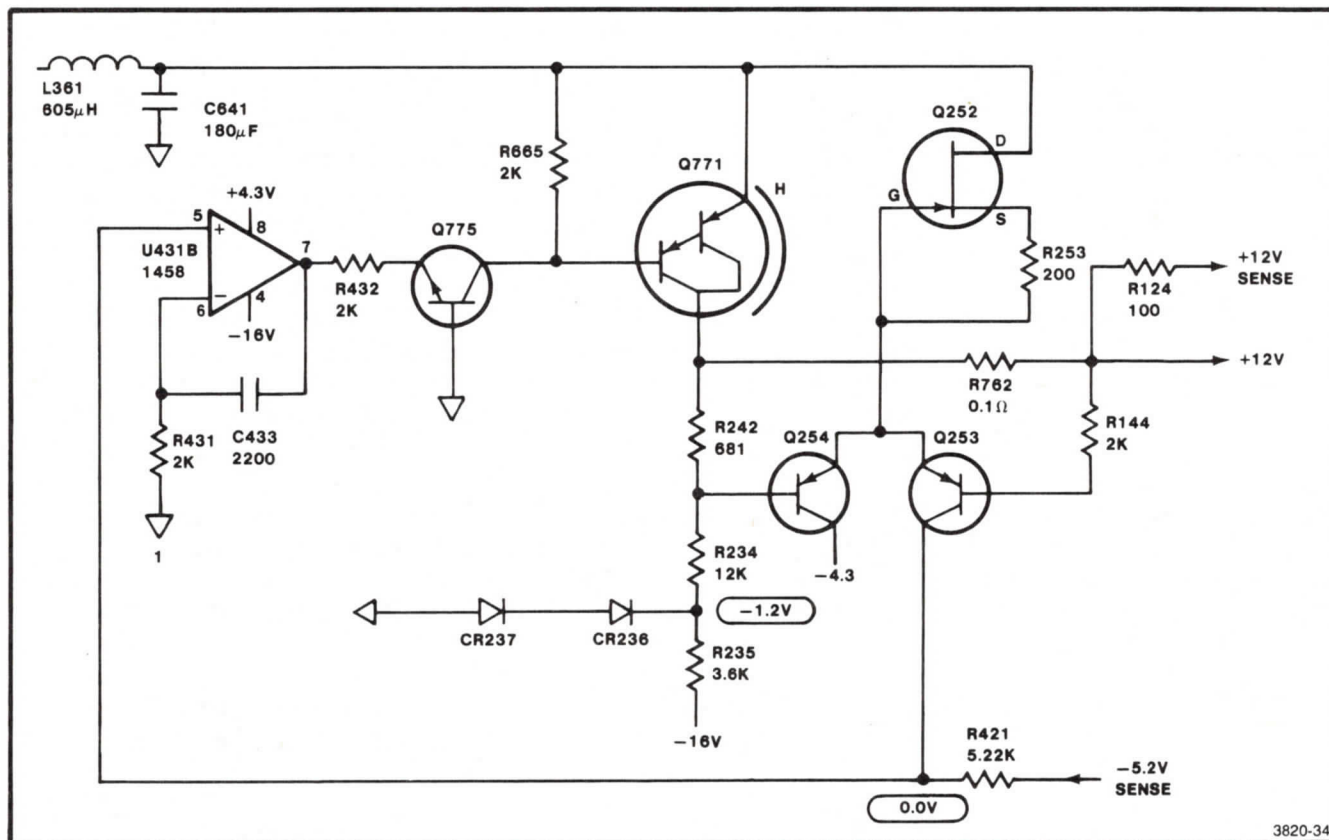 L361
605µH
C641
180µF
R665
2K
Q771
H
Q252
D
G
S
R253
200
+4.3V
5
+
8
U431B
1458
7
4
−
6
−16V
R432
2K
Q775
R124
100
+12V
SENSE
+12V
R762
0.1Ω
R144
2K
R431
2K
C433
2200
1
R242
681
Q254
Q253
R234
12K
−4.3
−1.2V
CR237
CR236
R235
3.6K
−16V
R421
5.22K
−5.2V
SENSE
0.0V
3820-34